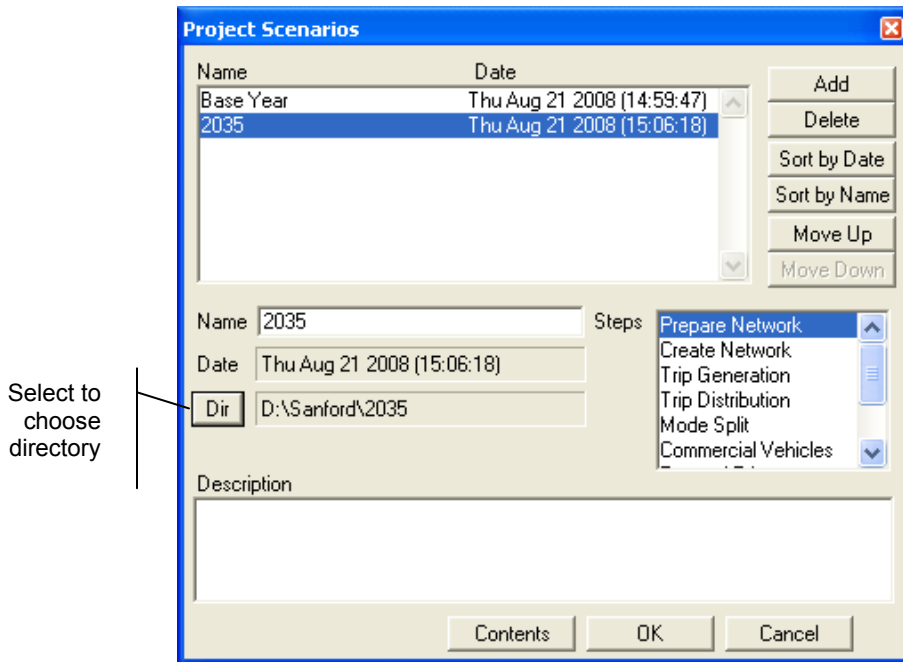 Project Scenarios
Name Date
Base Year Thu Aug 21 2008 (14:59:47)
2035 Thu Aug 21 2008 (15:06:18)
Add
Delete
Sort by Date
Sort by Name
Move Up
Move Down
Name 2035
Date Thu Aug 21 2008 (15:06:18)
Dir D:\Sanford\2035
Steps
Prepare Network
Create Network
Trip Generation
Trip Distribution
Mode Split
Commercial Vehicles
Select to
choose
directory
Description
Contents OK Cancel